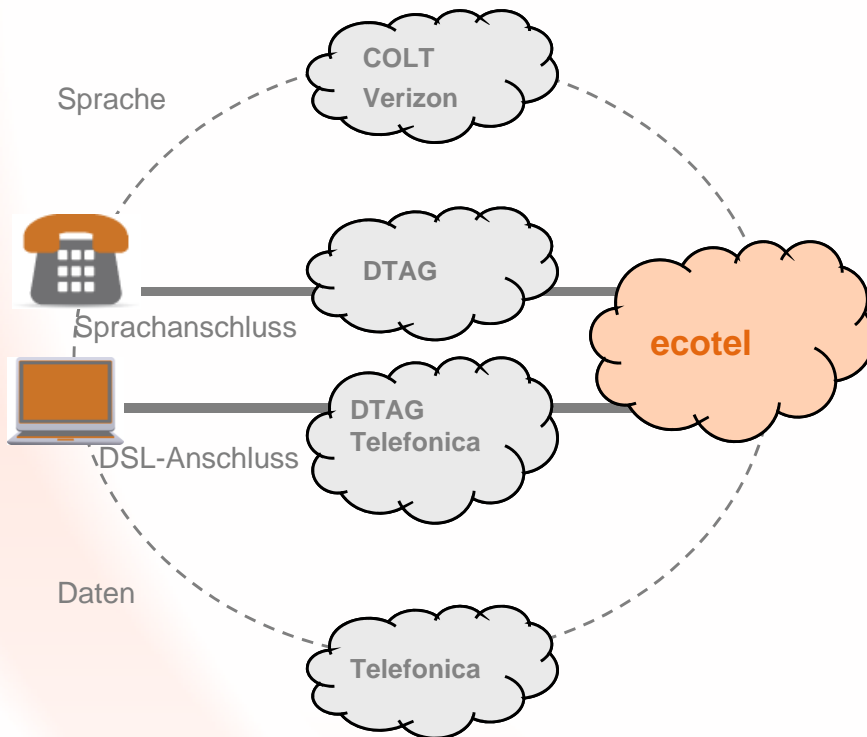 COLT
Verizon
Sprache
DTAG
Sprachanschluss
ecotel
DTAG
Telefonica
DSL-Anschluss
Daten
Telefonica